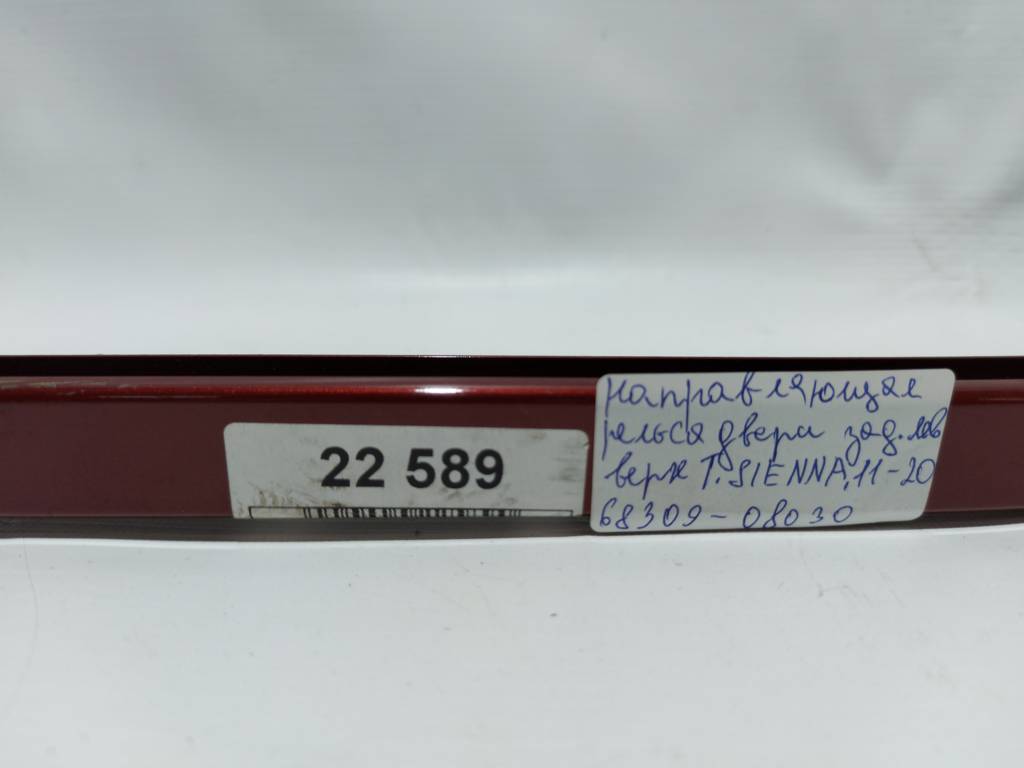 22 589
направляющая
рельса двери зад. лев
верх T.SIENNA,11-20
68309-08030